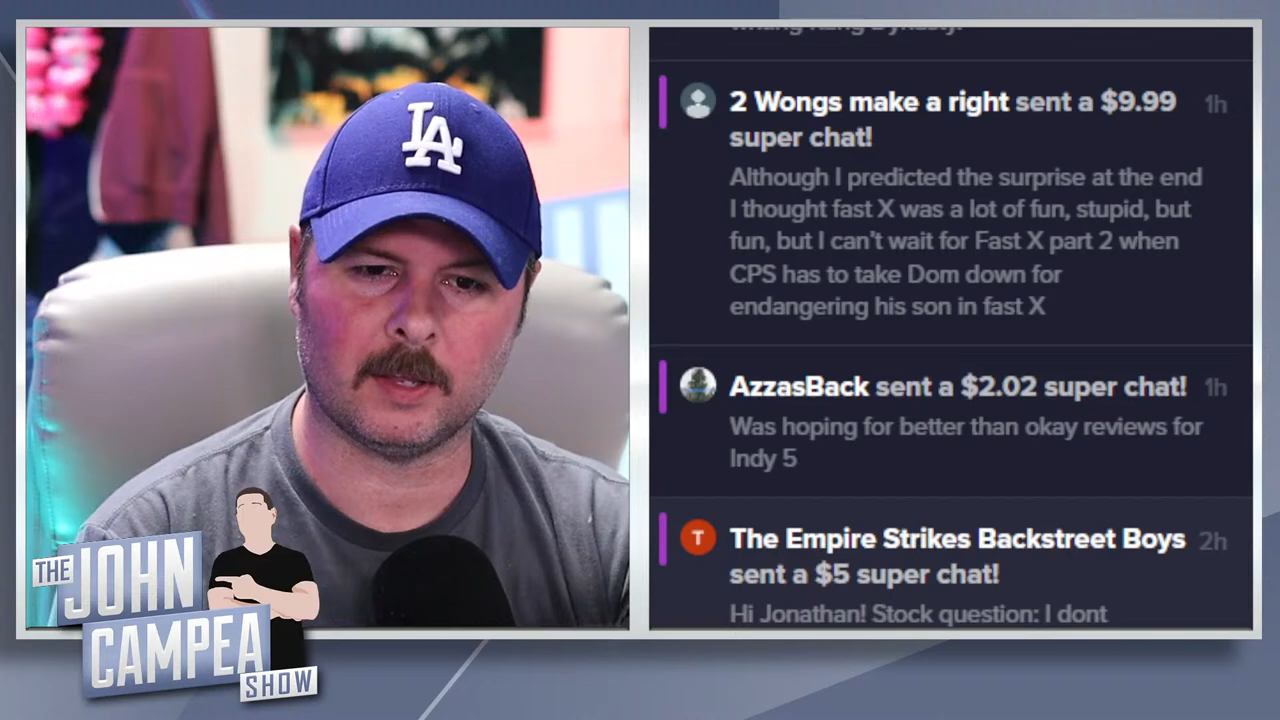 LA
THE
JOHN
CAMPEA
SHOW
2 Wongs make a right sent a $9.99 1h
super chat!
Although I predicted the surprise at the end
I thought fast X was a lot of fun, stupid, but
fun, but I can't wait for Fast X part 2 when
CPS has to take Dom down for
endangering his son in fast X
AzzasBack sent a $2.02 super chat! 1h
Was hoping for better than okay reviews for
Indy 5
T The Empire Strikes Backstreet Boys 2h
sent a $5 super chat!
Hi Jonathan! Stock question: I dont